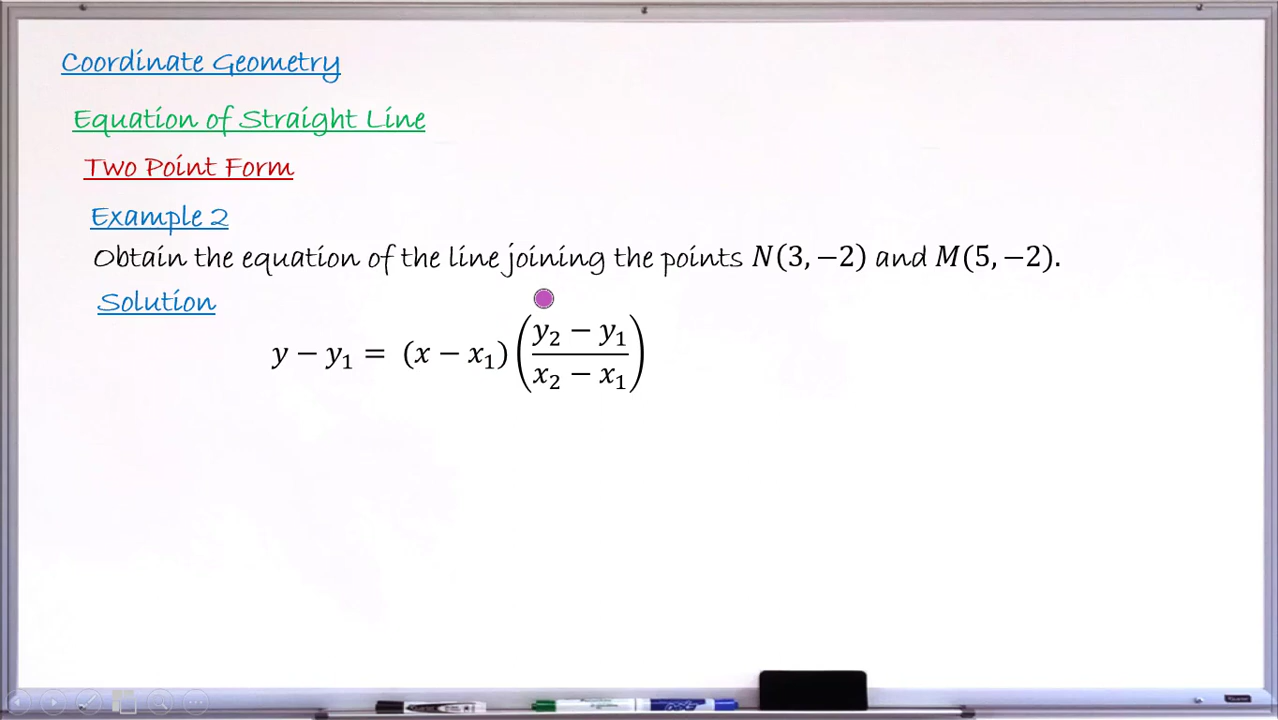 Coordinate Geometry
Equation of Straight Line
Two Point Form
Example 2
Obtain the equation of the line joining the points N(3, −2) and M(5, −2).
Solution
y − y₁ = (x − x₁) ((y₂ − y₁)/(x₂ − x₁))